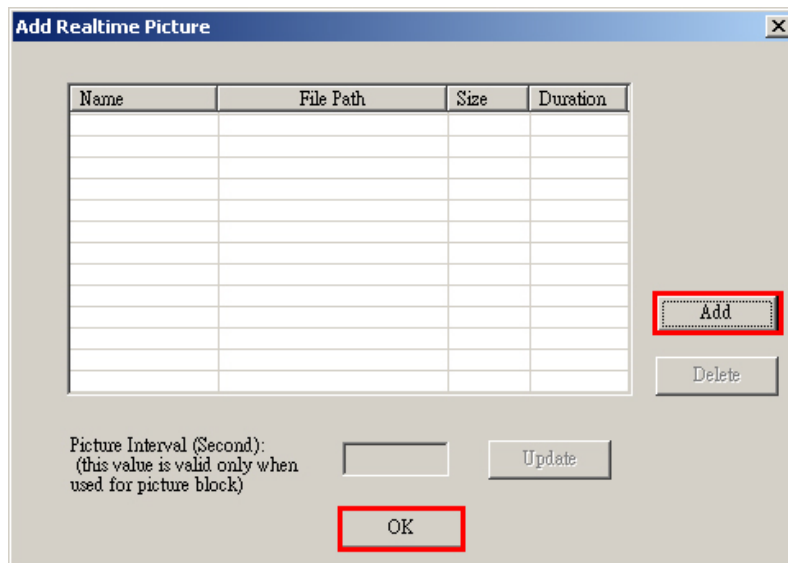 Add Realtime Picture
Name File Path Size Duration
Add
Delete
Picture Interval (Second):
(this value is valid only when
used for picture block)
Update
OK